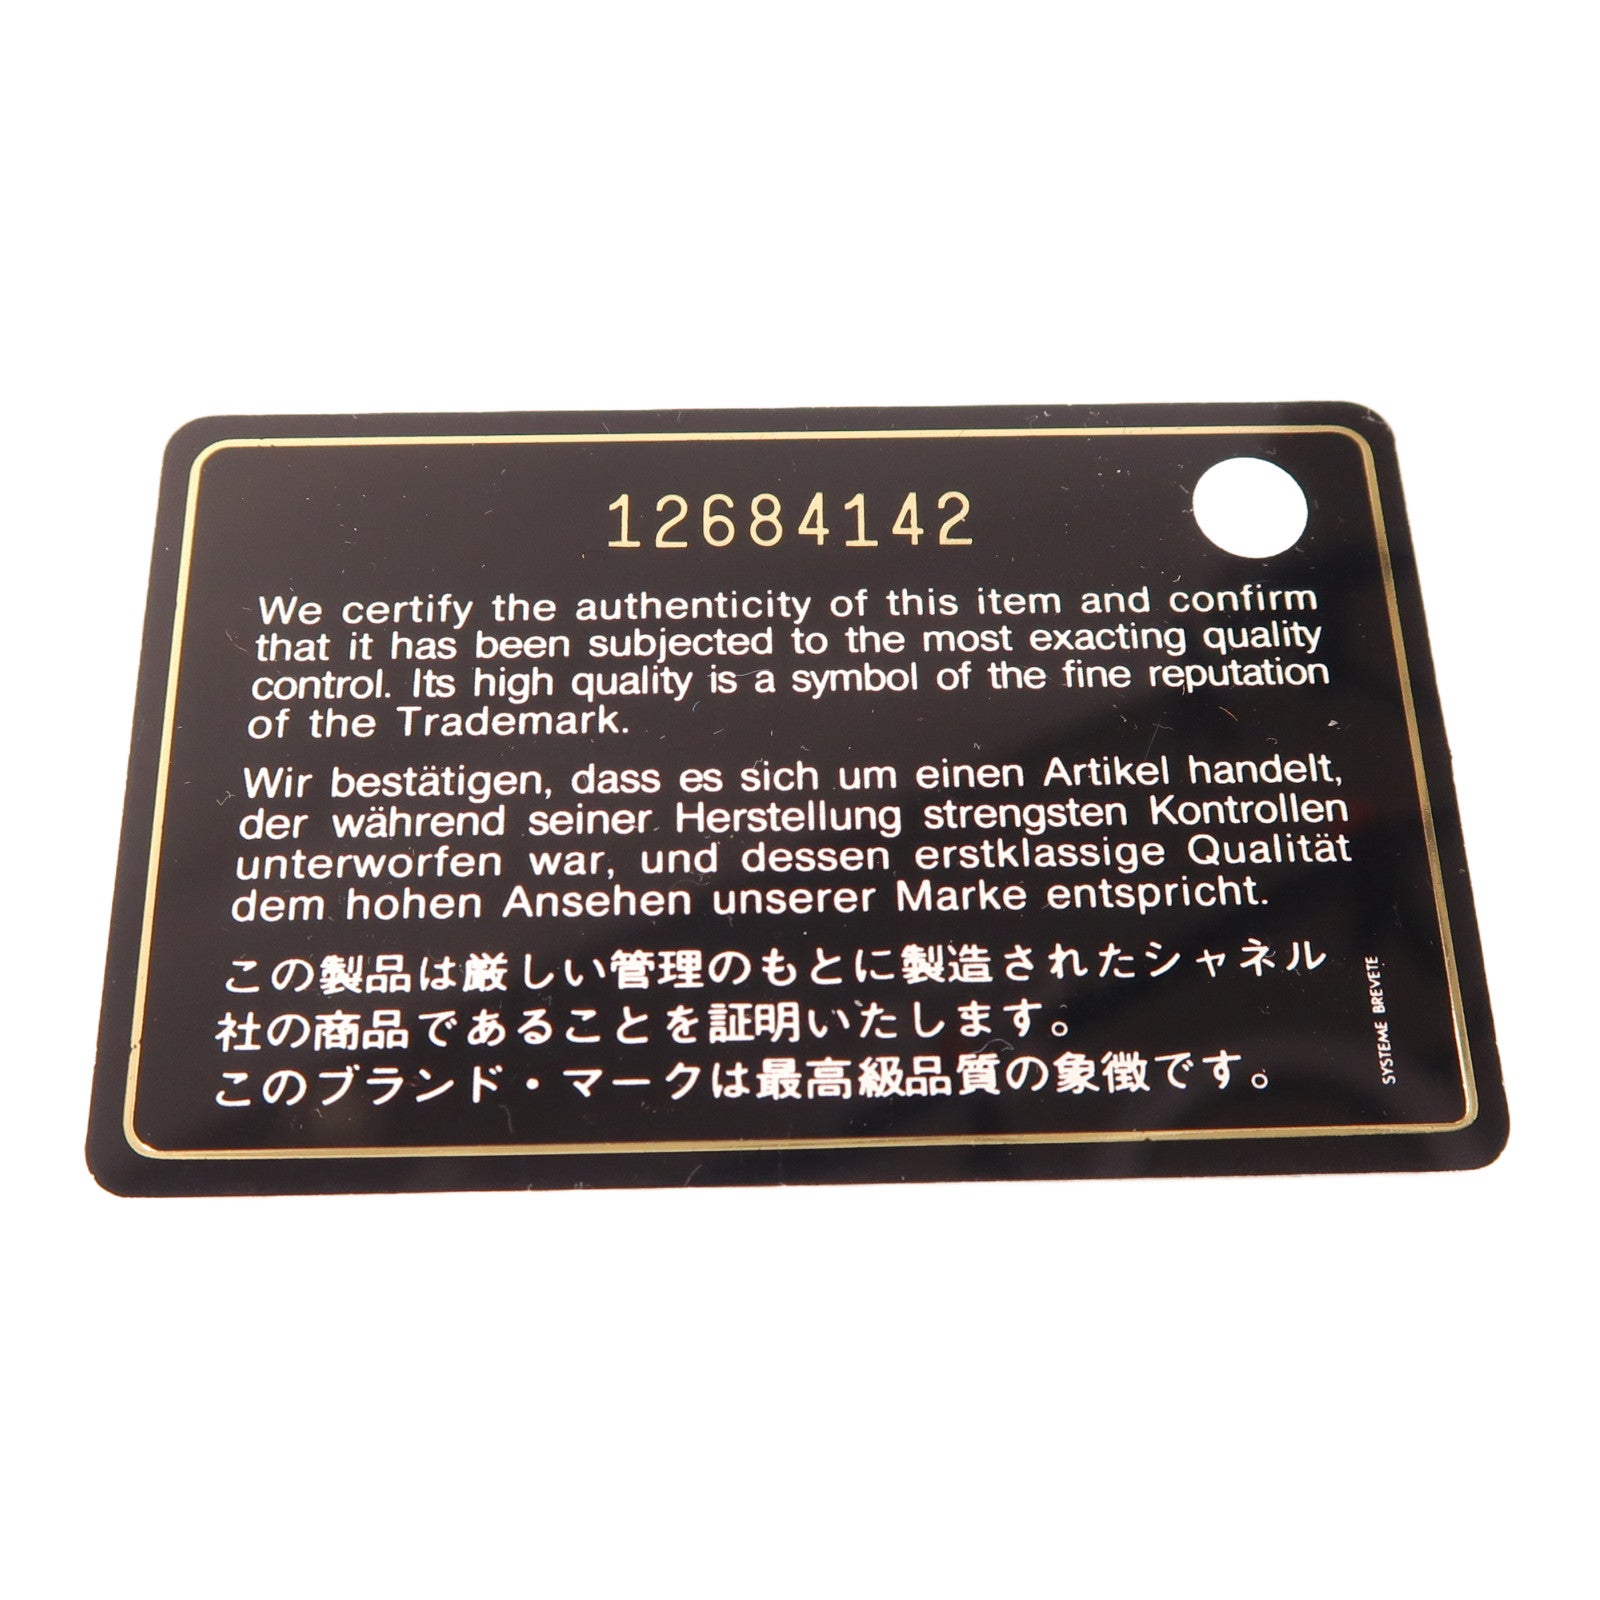 12684142
We certify the authenticity of this item and confirm
that it has been subjected to the most exacting quality
control. Its high quality is a symbol of the fine reputation
of the Trademark.
Wir bestätigen, dass es sich um einen Artikel handelt,
der während seiner Herstellung strengsten Kontrollen
unterworfen war, und dessen erstklassige Qualität
dem hohen Ansehen unserer Marke entspricht.
この製品は厳しい管理のもとに製造されたシャネル
社の商品であることを証明いたします。
このブランド・マークは最高級品質の象徴です。
SYSTEME BREVETE